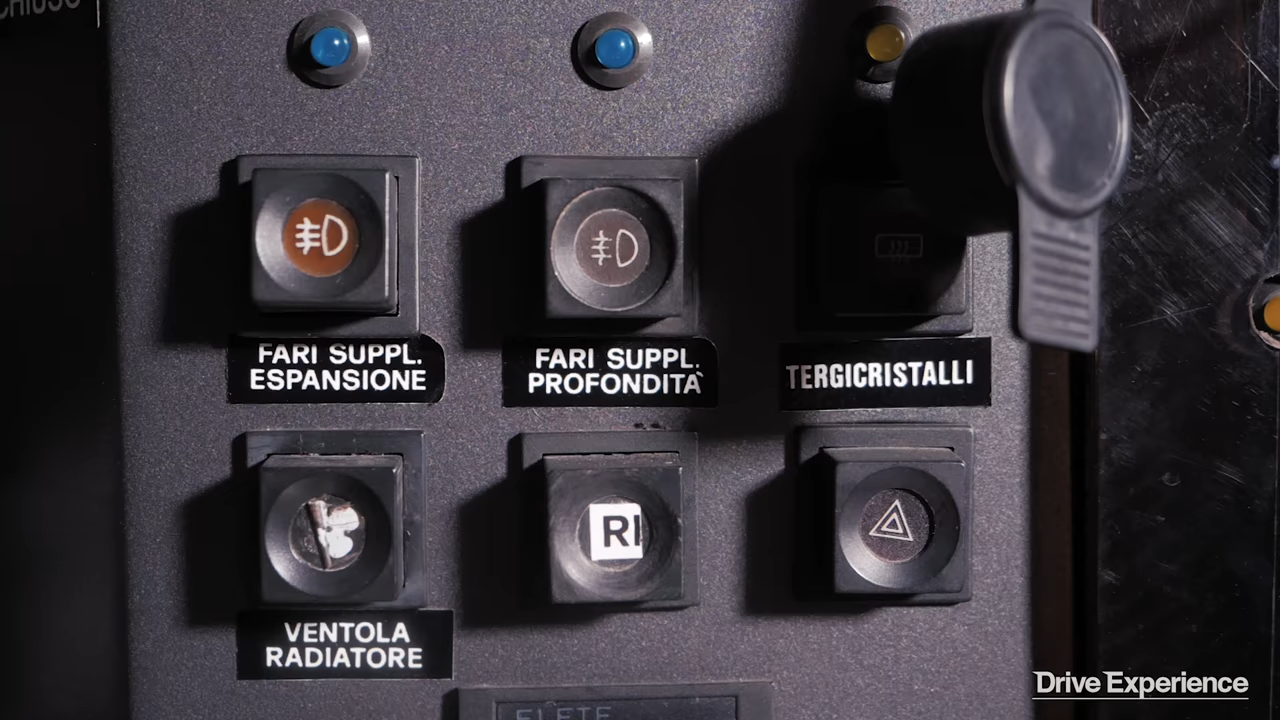 FARI SUPPL.
ESPANSIONE
FARI SUPPL.
PROFONDITÀ
TERGICRISTALLI
RI
VENTOLA
RADIATORE
Drive Experience